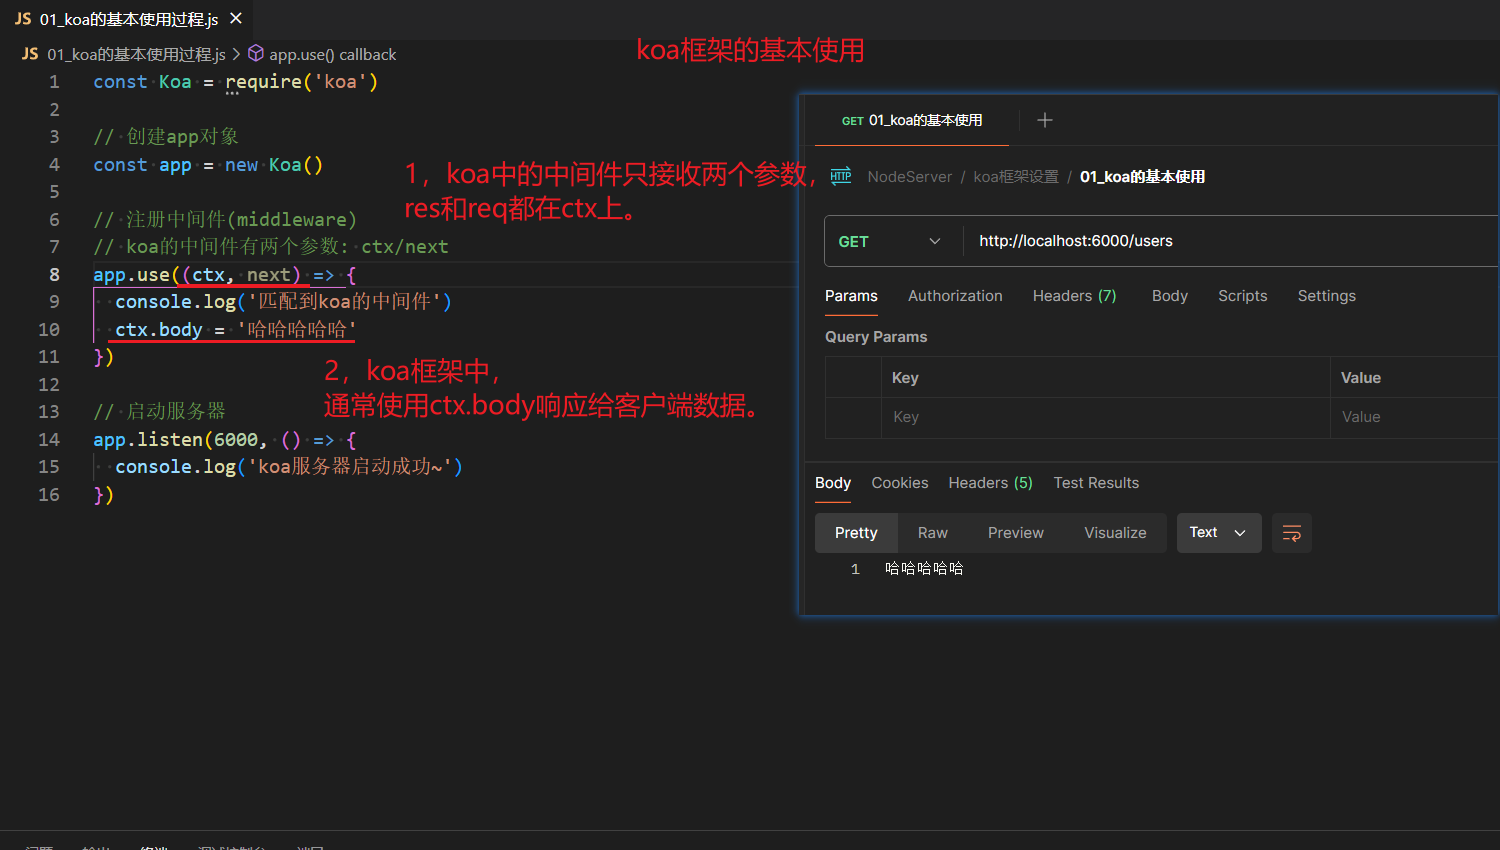 JS 01_koa的基本使用过程.js ×
JS 01_koa的基本使用过程.js > app.use() callback
koa框架的基本使用
1 const Koa = require('koa')
2
3 // 创建app对象
4 const app = new Koa()
5
6 // 注册中间件(middleware)
7 // koa的中间件有两个参数: ctx/next
8 app.use((ctx, next) => {
9 console.log('匹配到koa的中间件')
10 ctx.body = '哈哈哈哈哈'
11 })
12
13 // 启动服务器
14 app.listen(6000, () => {
15 console.log('koa服务器启动成功~')
16 })
1，koa中的中间件只接收两个参数，
res和req都在ctx上。
2，koa框架中，
通常使用ctx.body响应给客户端数据。
GET 01_koa的基本使用 +
HTTP NodeServer / koa框架设置 / 01_koa的基本使用
GET http://localhost:6000/users
Params Authorization Headers (7) Body Scripts Settings
Query Params
Key Value
Key Value
Body Cookies Headers (5) Test Results
Pretty Raw Preview Visualize Text
1 哈哈哈哈哈